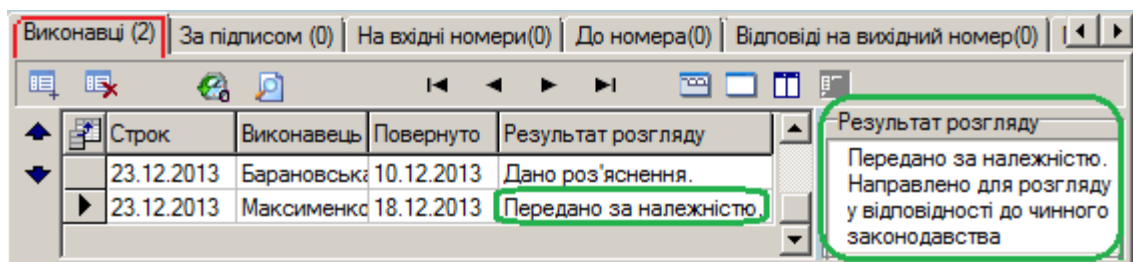 Виконавці (2) За підписом (0) На вхідні номери(0) До номера(0) Відповіді на вихідний номер(0)
Строк Виконавець Повернуто Результат розгляду
23.12.2013 Барановська 10.12.2013 Дано роз'яснення.
23.12.2013 Максименко 18.12.2013 Передано за належністю.
Результат розгляду
Передано за належністю.
Направлено для розгляду
у відповідності до чинного
законодавства